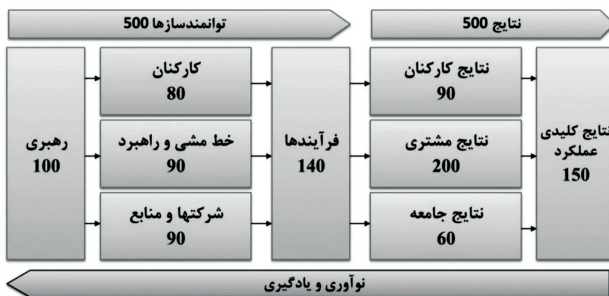 توانمندسازها 500
نتایج 500
رهبری
100
کارکنان
80
خط مشی و راهبرد
90
شرکتها و منابع
90
فرآیندها
140
نتایج کارکنان
90
نتایج مشتری
200
نتایج جامعه
60
نتایج کلیدی
عملکرد
150
نوآوری و یادگیری